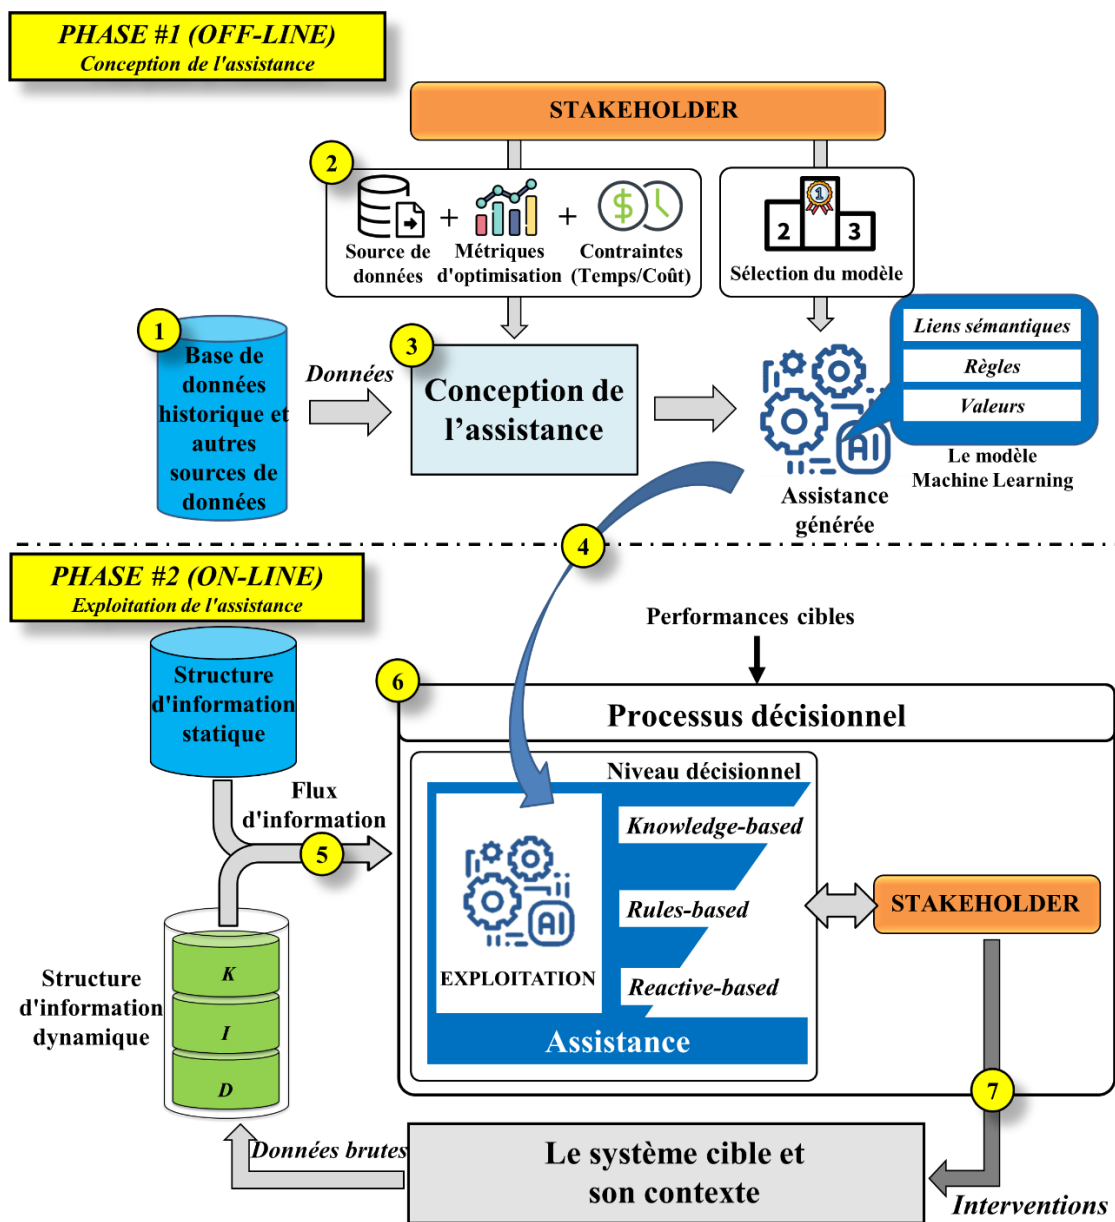 PHASE #1 (OFF-LINE)
Conception de l'assistance
STAKEHOLDER
2
Source de
données
+
Métriques
d'optimisation
+
Contraintes
(Temps/Coût)
1
2
3
Sélection du modèle
1
Base de
données
historique et
autres
sources de
données
Données
3
Conception de
l’assistance
AI
Assistance
générée
Liens sémantiques
Règles
Valeurs
Le modèle
Machine Learning
4
PHASE #2 (ON-LINE)
Exploitation de l'assistance
Structure
d'information
statique
Flux
d'information
5
Structure
d'information
dynamique
K
I
D
Performances cibles
6
Processus décisionnel
Niveau décisionnel
Knowledge-based
Rules-based
Reactive-based
AI
EXPLOITATION
Assistance
STAKEHOLDER
7
Données brutes
Le système cible et
son contexte
Interventions